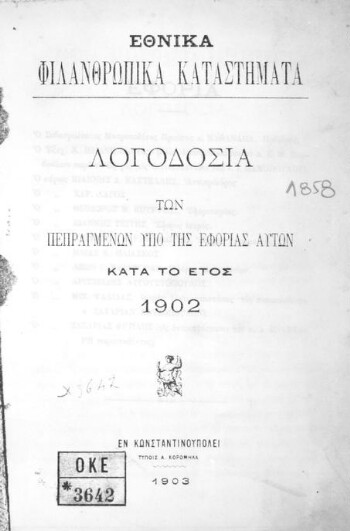 ΕΘΝΙΚΑ
ΦΙΛΑΝΘΡΩΠΙΚΑ ΚΑΤΑΣΤΗΜΑΤΑ
ΛΟΓΟΔΟΣΙΑ
1858
ΤΩΝ
ΠΕΠΡΑΓΜΕΝΩΝ ΥΠΟ ΤΗΣ ΕΦΟΡΙΑΣ ΑΥΤΩΝ
ΚΑΤΑ ΤΟ ΕΤΟΣ
1902
x3642
ΕΝ ΚΩΝΣΤΑΝΤΙΝΟΥΠΟΛΕΙ
ΤΥΠΟΙΣ Α. ΚΟΡΟΜΗΛΑ
1903
ΟΚΕ
*3642